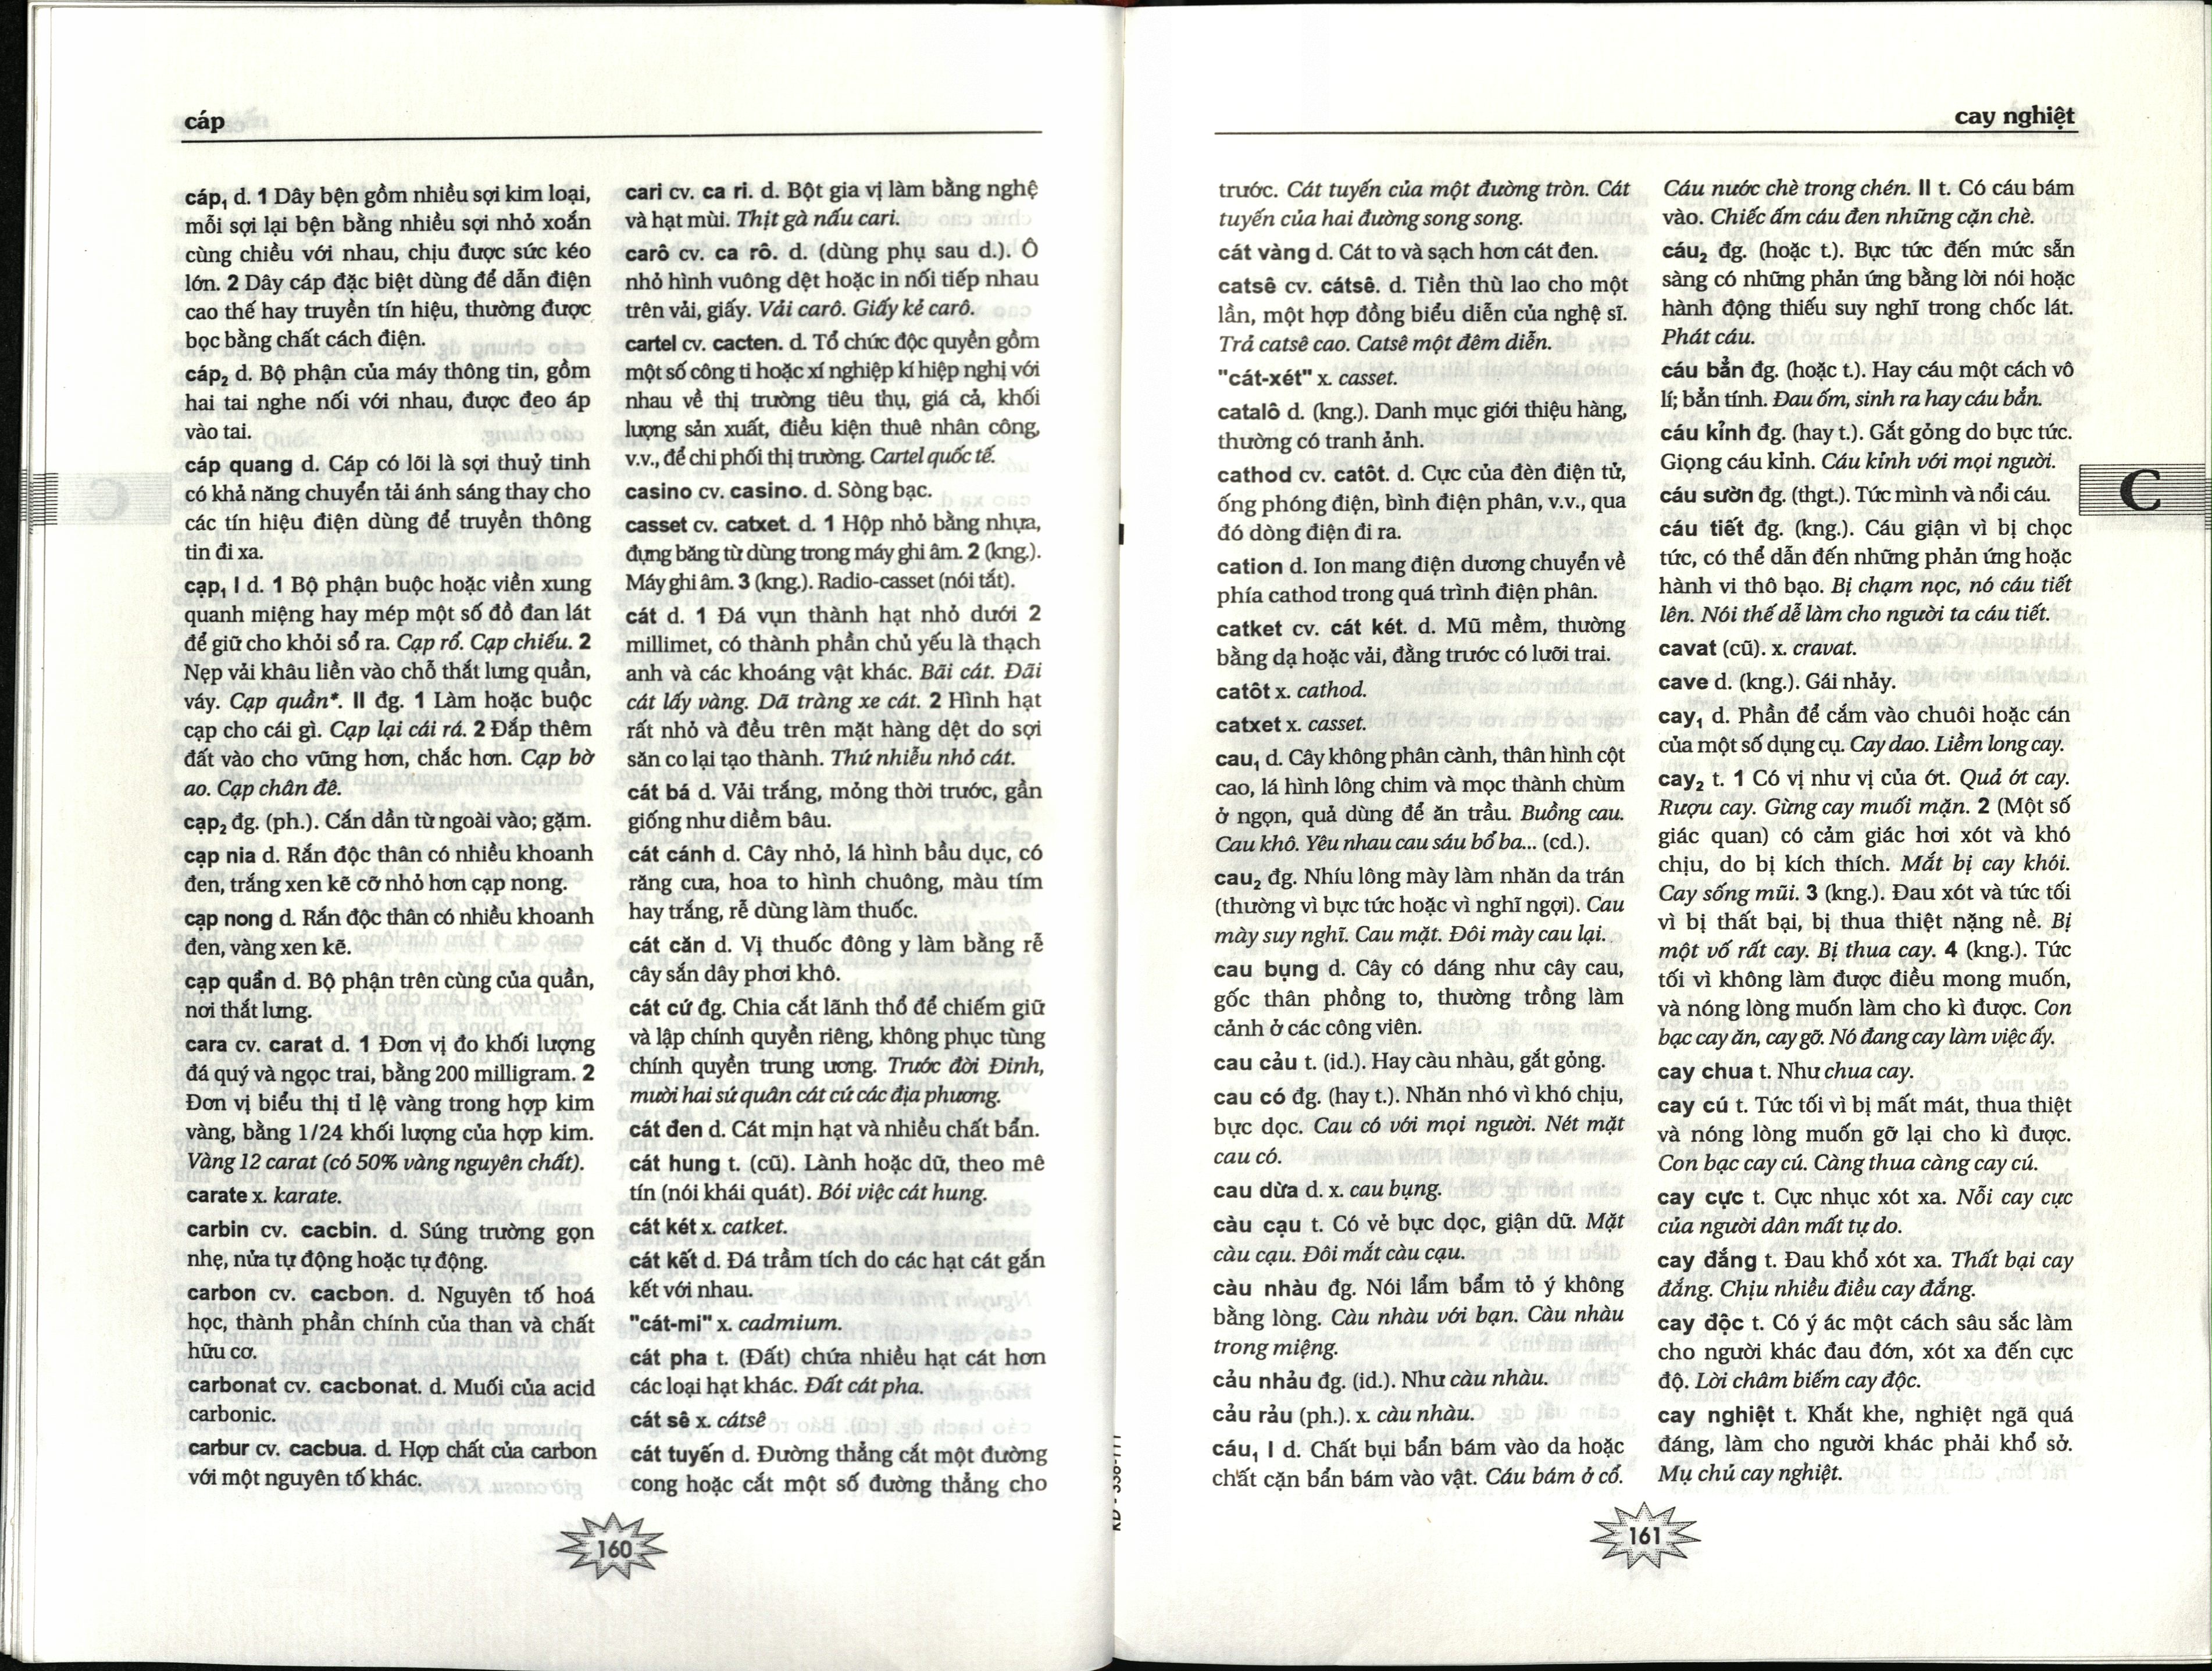 cáp
cáp₁ d. 1 Dây bện gồm nhiều sợi kim loại,
mỗi sợi lại bện bằng nhiều sợi nhỏ xoắn
cùng chiều với nhau, chịu được sức kéo
lớn. 2 Dây cáp đặc biệt dùng để dẫn điện
cao thế hay truyền tín hiệu, thường được
bọc bằng chất cách điện.
cáp₂ d. Bộ phận của máy thông tin, gồm
hai tai nghe nối với nhau, được đeo áp
vào tai.
cáp quang d. Cáp có lõi là sợi thuỷ tinh
có khả năng chuyển tải ánh sáng thay cho
các tín hiệu điện dùng để truyền thông
tin đi xa.
cạp₁ I d. 1 Bộ phận buộc hoặc viền xung
quanh miệng hay mép một số đồ đan lát
để giữ cho khỏi sổ ra. Cạp rổ. Cạp chiếu. 2
Nẹp vải khâu liền vào chỗ thắt lưng quần,
váy. Cạp quần*. II đg. 1 Làm hoặc buộc
cạp cho cái gì. Cạp lại cái rá. 2 Đắp thêm
đất vào cho vững hơn, chắc hơn. Cạp bờ
ao. Cạp chân đê.
cạp₂ đg. (ph.). Cắn dần từ ngoài vào; gặm.
cạp nia d. Rắn độc thân có nhiều khoanh
đen, trắng xen kẽ cỡ nhỏ hơn cạp nong.
cạp nong d. Rắn độc thân có nhiều khoanh
đen, vàng xen kẽ.
cạp quần d. Bộ phận trên cùng của quần,
nơi thắt lưng.
cara cv. carat d. 1 Đơn vị đo khối lượng
đá quý và ngọc trai, bằng 200 milligram. 2
Đơn vị biểu thị tỉ lệ vàng trong hợp kim
vàng, bằng 1/24 khối lượng của hợp kim.
Vàng 12 carat (có 50% vàng nguyên chất).
carate x. karate.
carbin cv. cacbin. d. Súng trường gọn
nhẹ, nửa tự động hoặc tự động.
carbon cv. cacbon. d. Nguyên tố hoá
học, thành phần chính của than và chất
hữu cơ.
carbonat cv. cacbonat. d. Muối của acid
carbonic.
carbur cv. cacbua. d. Hợp chất của carbon
với một nguyên tố khác.
cari cv. ca ri. d. Bột gia vị làm bằng nghệ
và hạt mùi. Thịt gà nấu cari.
carô cv. ca rô. d. (dùng phụ sau d.). Ô
nhỏ hình vuông dệt hoặc in nối tiếp nhau
trên vải, giấy. Vải carô. Giấy kẻ carô.
cartel cv. cacten. d. Tổ chức độc quyền gồm
một số công ti hoặc xí nghiệp kí hiệp nghị với
nhau về thị trường tiêu thụ, giá cả, khối
lượng sản xuất, điều kiện thuê nhân công,
v.v., để chi phối thị trường. Cartel quốc tế.
casino cv. casino. d. Sòng bạc.
casset cv. catxet. d. 1 Hộp nhỏ bằng nhựa,
đựng băng từ dùng trong máy ghi âm. 2 (kng.).
Máy ghi âm. 3 (kng.). Radio-casset (nói tắt).
cát d. 1 Đá vụn thành hạt nhỏ dưới 2
millimet, có thành phần chủ yếu là thạch
anh và các khoáng vật khác. Bãi cát. Đãi
cát lấy vàng. Dã tràng xe cát. 2 Hình hạt
rất nhỏ và đều trên mặt hàng dệt do sợi
săn co lại tạo thành. Thứ nhiễu nhỏ cát.
cát bá d. Vải trắng, mỏng thời trước, gần
giống như diềm bâu.
cát cánh d. Cây nhỏ, lá hình bầu dục, có
răng cưa, hoa to hình chuông, màu tím
hay trắng, rễ dùng làm thuốc.
cát căn d. Vị thuốc đông y làm bằng rễ
cây sắn dây phơi khô.
cát cứ đg. Chia cắt lãnh thổ để chiếm giữ
và lập chính quyền riêng, không phục tùng
chính quyền trung ương. Trước đời Đinh,
mười hai sứ quân cát cứ các địa phương.
cát đen d. Cát mịn hạt và nhiều chất bẩn.
cát hung t. (cũ). Lành hoặc dữ, theo mê
tín (nói khái quát). Bói việc cát hung.
cát két x. catket.
cát kết d. Đá trầm tích do các hạt cát gắn
kết với nhau.
"cát-mi" x. cadmium.
cát pha t. (Đất) chứa nhiều hạt cát hơn
các loại hạt khác. Đất cát pha.
cát sê x. cátsê
cát tuyến d. Đường thẳng cắt một đường
cong hoặc cắt một số đường thẳng cho
160
cay nghiệt
trước. Cát tuyến của một đường tròn. Cát
tuyến của hai đường song song.
cát vàng d. Cát to và sạch hơn cát đen.
catsê cv. cátsê. d. Tiền thù lao cho một
lần, một hợp đồng biểu diễn của nghệ sĩ.
Trả catsê cao. Catsê một đêm diễn.
"cát-xét" x. casset.
catalô d. (kng.). Danh mục giới thiệu hàng,
thường có tranh ảnh.
cathod cv. catôt. d. Cực của đèn điện tử,
ống phóng điện, bình điện phân, v.v., qua
đó dòng điện đi ra.
cation d. Ion mang điện dương chuyển về
phía cathod trong quá trình điện phân.
catket cv. cát két. d. Mũ mềm, thường
bằng dạ hoặc vải, đằng trước có lưỡi trai.
catôt x. cathod.
catxet x. casset.
cau₁ d. Cây không phân cành, thân hình cột
cao, lá hình lông chim và mọc thành chùm
ở ngọn, quả dùng để ăn trầu. Buồng cau.
Cau khô. Yêu nhau cau sáu bổ ba... (cd.).
cau₂ đg. Nhíu lông mày làm nhăn da trán
(thường vì bực tức hoặc vì nghĩ ngợi). Cau
mày suy nghĩ. Cau mặt. Đôi mày cau lại.
cau bụng d. Cây có dáng như cây cau,
gốc thân phồng to, thường trồng làm
cảnh ở các công viên.
cau cảu t. (id.). Hay càu nhàu, gắt gỏng.
cau có đg. (hay t.). Nhăn nhó vì khó chịu,
bực dọc. Cau có với mọi người. Nét mặt
cau có.
cau dừa d. x. cau bụng.
càu cạu t. Có vẻ bực dọc, giận dữ. Mặt
càu cạu. Đôi mắt càu cạu.
càu nhàu đg. Nói lẩm bẩm tỏ ý không
bằng lòng. Càu nhàu với bạn. Càu nhàu
trong miệng.
cảu nhảu đg. (id.). Như càu nhàu.
cảu rảu (ph.). x. càu nhàu.
cáu₁ I d. Chất bụi bẩn bám vào da hoặc
chất cặn bẩn bám vào vật. Cáu bám ở cổ.
Cáu nước chè trong chén. II t. Có cáu bám
vào. Chiếc ấm cáu đen những cặn chè.
cáu₂ đg. (hoặc t.). Bực tức đến mức sẵn
sàng có những phản ứng bằng lời nói hoặc
hành động thiếu suy nghĩ trong chốc lát.
Phát cáu.
cáu bẳn đg. (hoặc t.). Hay cáu một cách vô
lí; bẳn tính. Đau ốm, sinh ra hay cáu bẳn.
cáu kỉnh đg. (hay t.). Gắt gỏng do bực tức.
Giọng cáu kỉnh. Cáu kỉnh với mọi người.
cáu sườn đg. (thgt.). Tức mình và nổi cáu.
cáu tiết đg. (kng.). Cáu giận vì bị chọc
tức, có thể dẫn đến những phản ứng hoặc
hành vi thô bạo. Bị chạm nọc, nó cáu tiết
lên. Nói thế dễ làm cho người ta cáu tiết.
cavat (cũ). x. cravat.
cave d. (kng.). Gái nhảy.
cay₁ d. Phần để cắm vào chuôi hoặc cán
của một số dụng cụ. Cay dao. Liềm long cay.
cay₂ t. 1 Có vị như vị của ớt. Quả ớt cay.
Rượu cay. Gừng cay muối mặn. 2 (Một số
giác quan) có cảm giác hơi xót và khó
chịu, do bị kích thích. Mắt bị cay khói.
Cay sống mũi. 3 (kng.). Đau xót và tức tối
vì bị thất bại, bị thua thiệt nặng nề. Bị
một vố rất cay. Bị thua cay. 4 (kng.). Tức
tối vì không làm được điều mong muốn,
và nóng lòng muốn làm cho kì được. Con
bạc cay ăn, cay gỡ. Nó đang cay làm việc ấy.
cay chua t. Như chua cay.
cay cú t. Tức tối vì bị mất mát, thua thiệt
và nóng lòng muốn gỡ lại cho kì được.
Con bạc cay cú. Càng thua càng cay cú.
cay cực t. Cực nhục xót xa. Nỗi cay cực
của người dân mất tự do.
cay đắng t. Đau khổ xót xa. Thất bại cay
đắng. Chịu nhiều điều cay đắng.
cay độc t. Có ý ác một cách sâu sắc làm
cho người khác đau đớn, xót xa đến cực
độ. Lời châm biếm cay độc.
cay nghiệt t. Khắt khe, nghiệt ngã quá
đáng, làm cho người khác phải khổ sở.
Mụ chủ cay nghiệt.
C
161